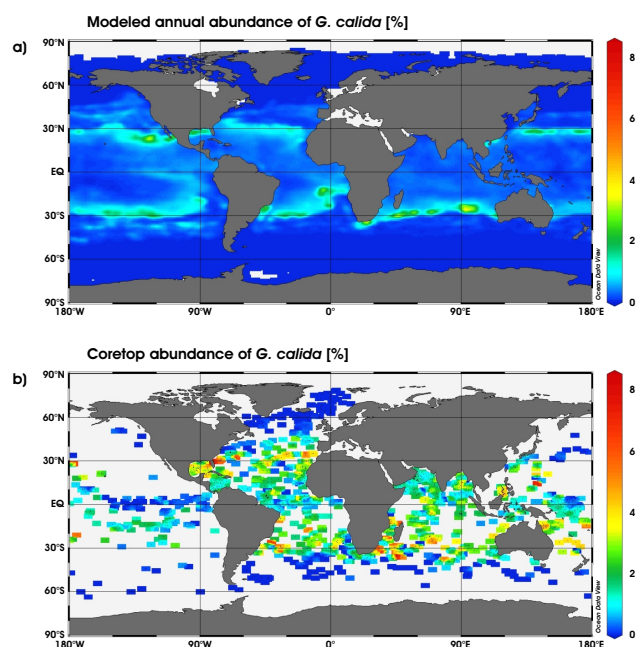 Modeled annual abundance of G. calida [%]
a)
90°N
60°N
30°N
EQ
30°S
60°S
90°S
180°W
90°W
0°
90°E
180°E
8
6
4
2
0
Ocean Data View
Coretop abundance of G. calida [%]
b)
90°N
60°N
30°N
EQ
30°S
60°S
90°S
180°W
90°W
0°
90°E
180°E
8
6
4
2
0
Ocean Data View